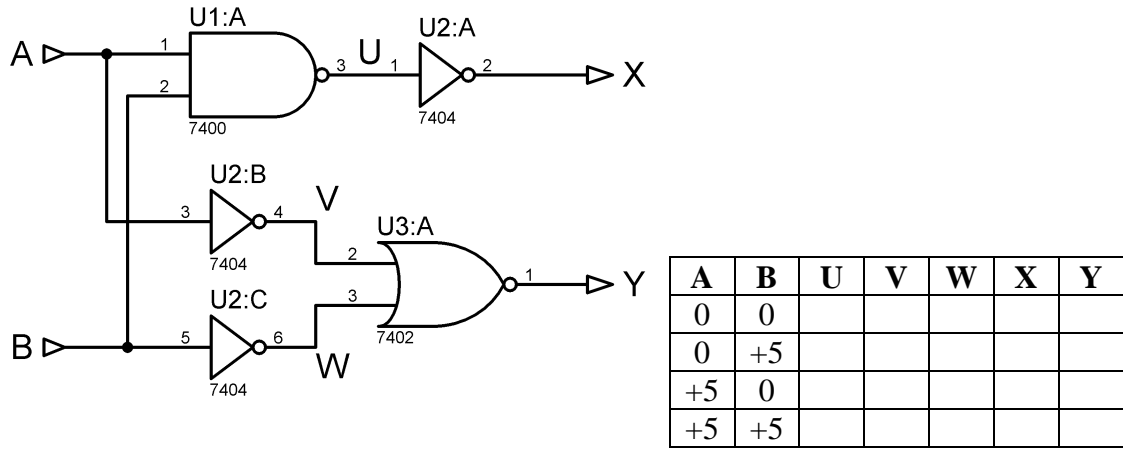 U1:A
A 1 3 U 1 U2:A 2 X
2
7400 7404
U2:B
3 4 V
7404
U3:A
2
3
1 Y
7402
U2:C
B 5 6 W
7404
A B U V W X Y
0 0
0 +5
+5 0
+5 +5